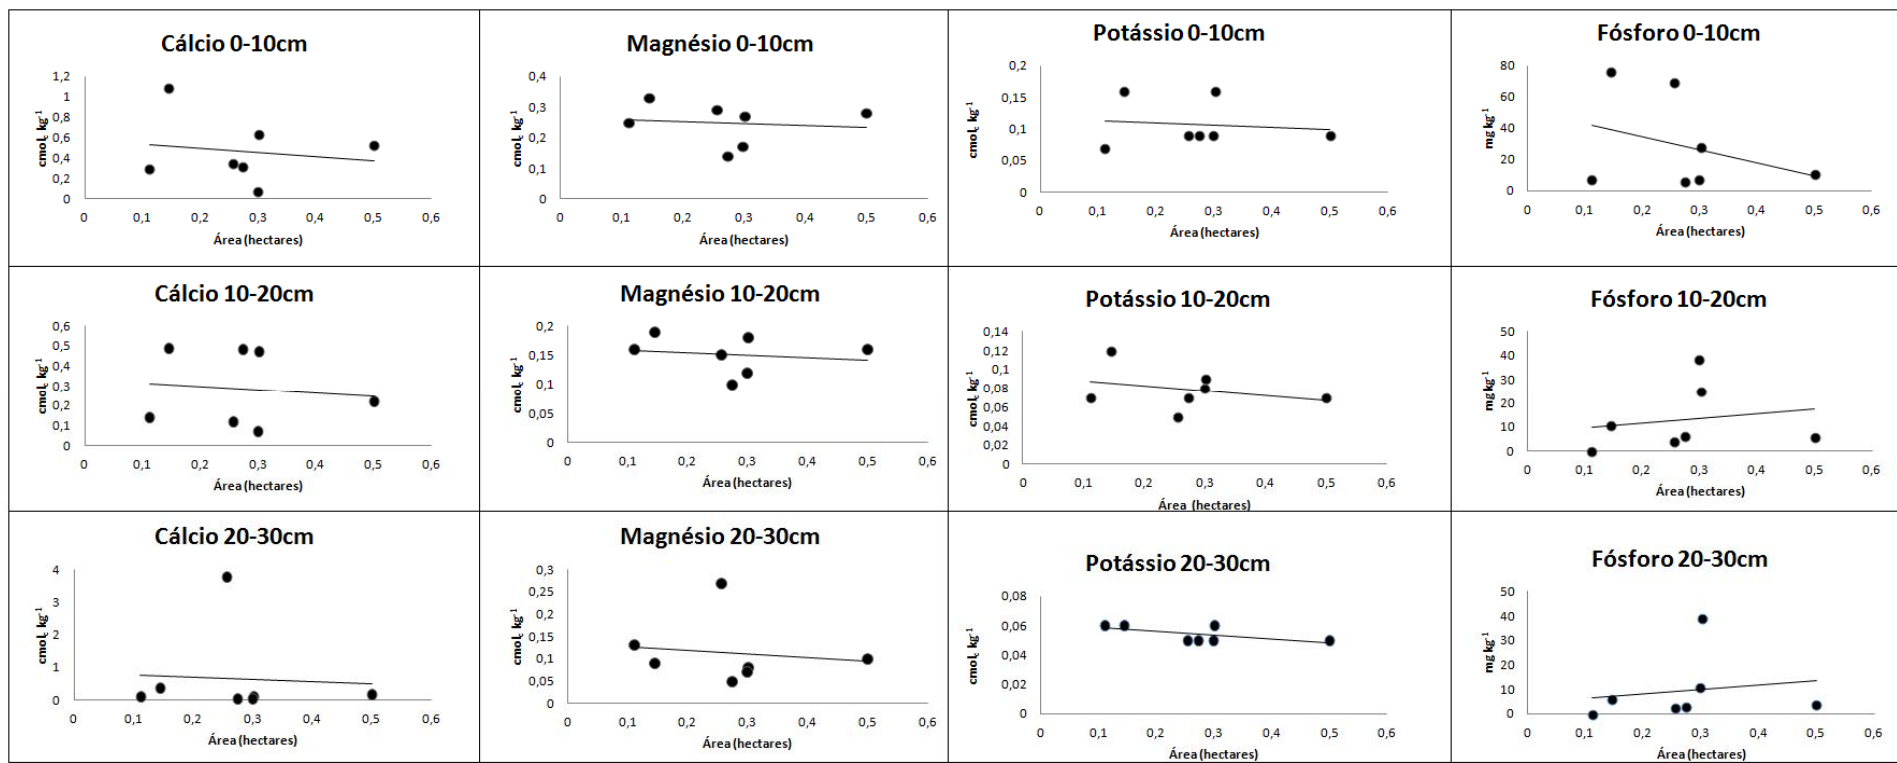 Cálcio 0-10cm
cmolc kg-1
1,2
1
0,8
0,6
0,4
0,2
0
0 0,1 0,2 0,3 0,4 0,5 0,6
Área (hectares)
Magnésio 0-10cm
cmolc kg-1
0,4
0,3
0,2
0,1
0
0 0,1 0,2 0,3 0,4 0,5 0,6
Área (hectares)
Potássio 0-10cm
cmolc kg-1
0,2
0,15
0,1
0,05
0
0 0,1 0,2 0,3 0,4 0,5 0,6
Área (hectares)
Fósforo 0-10cm
mg kg-1
80
60
40
20
0
0 0,1 0,2 0,3 0,4 0,5 0,6
Área (hectares)
Cálcio 10-20cm
cmolc kg-1
0,6
0,5
0,4
0,3
0,2
0,1
0
0 0,1 0,2 0,3 0,4 0,5 0,6
Área (hectares)
Magnésio 10-20cm
cmolc kg-1
0,2
0,15
0,1
0,05
0
0 0,1 0,2 0,3 0,4 0,5 0,6
Área (hectares)
Potássio 10-20cm
cmolc kg-1
0,14
0,12
0,1
0,08
0,06
0,04
0,02
0
0 0,1 0,2 0,3 0,4 0,5 0,6
Área (hectares)
Fósforo 10-20cm
mg kg-1
50
40
30
20
10
0
0 0,1 0,2 0,3 0,4 0,5 0,6
Área (hectares)
Cálcio 20-30cm
cmolc kg-1
4
3
2
1
0
0 0,1 0,2 0,3 0,4 0,5 0,6
Área (hectares)
Magnésio 20-30cm
cmolc kg-1
0,3
0,25
0,2
0,15
0,1
0,05
0
0 0,1 0,2 0,3 0,4 0,5 0,6
Área (hectares)
Potássio 20-30cm
cmolc kg-1
0,08
0,06
0,04
0,02
0
0 0,1 0,2 0,3 0,4 0,5 0,6
Área (hectares)
Fósforo 20-30cm
mg kg-1
50
40
30
20
10
0
0 0,1 0,2 0,3 0,4 0,5 0,6
Área (hectares)